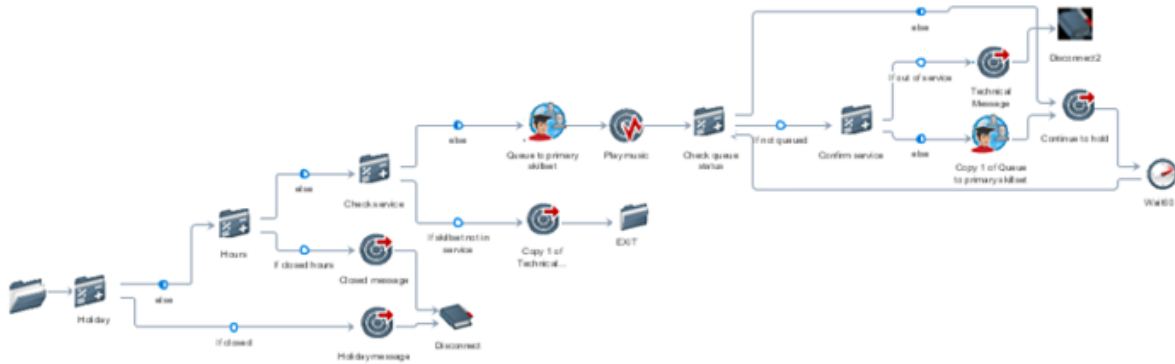 else
Disconnect2
If out of service
Technical
Message
else
Queue to primary
skillset
Play music
Check queue
status
If not queued
Confirm service
else
Copy 1 of Queue
to primary skillset
Continue to hold
Wait60
else
Check service
Hours
If closed hours
Closed message
If skillset not in
service
Copy 1 of
Technical...
EXIT
else
Holiday
If closed
Holiday message
Disconnect